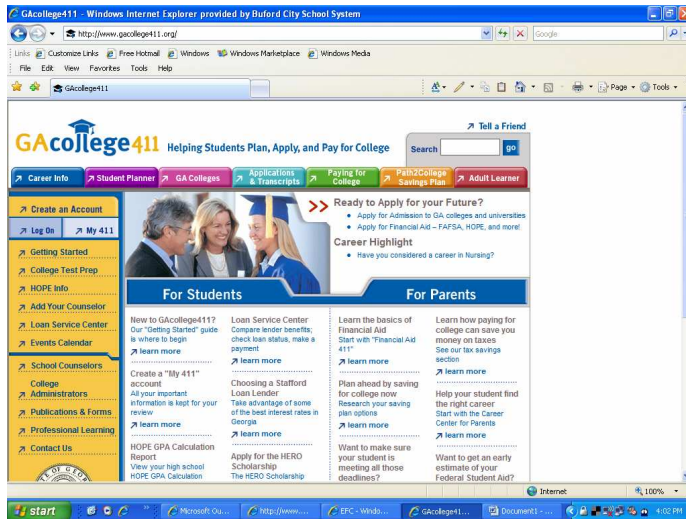 GAcollege411 - Windows Internet Explorer provided by Buford City School System
http://www.gacollege411.org/
Google
Links Customize Links Free Hotmail Windows Windows Marketplace Windows Media
File Edit View Favorites Tools Help
GAcollege411
Page Tools
Tell a Friend
GAcollege411 Helping Students Plan, Apply, and Pay for College
Search go
Career Info
Student Planner
GA Colleges
Applications & Transcripts
Paying for College
Path2College Savings Plan
Adult Learner
Create an Account
Log On My 411
Getting Started
College Test Prep
HOPE Info
Add Your Counselor
Loan Service Center
Events Calendar
School Counselors
College Administrators
Publications & Forms
Professional Learning
Contact Us
Ready to Apply for your Future?
Apply for Admission to GA colleges and universities
Apply for Financial Aid – FAFSA, HOPE, and more!
Career Highlight
Have you considered a career in Nursing?
For Students
For Parents
New to GAcollege411?
Our "Getting Started" guide
is where to begin
learn more
Create a "My 411"
account
All your important
information is kept for your
review
learn more
HOPE GPA Calculation
Report
View your high school
HOPE GPA Calculation
Loan Service Center
Compare lender benefits;
check loan status, make a
payment
learn more
Choosing a Stafford
Loan Lender
Take advantage of some
of the best interest rates in
Georgia
learn more
Apply for the HERO
Scholarship
The HERO Scholarship
Learn the basics of
Financial Aid
Start with "Financial Aid
411"
learn more
Plan ahead by saving
for college now
Research your saving
plan options
learn more
Want to make sure
your student is
meeting all those
deadlines?
Learn how paying for
college can save you
money on taxes
See our tax savings
section
learn more
Help your student find
the right career
Start with the Career
Center for Parents
learn more
Want to get an early
estimate of your
Federal Student Aid?
Internet 100%
start
Microsoft Ou...
http://www....
EFC - Windo...
GAcollege41...
Document1 - ...
4:02 PM